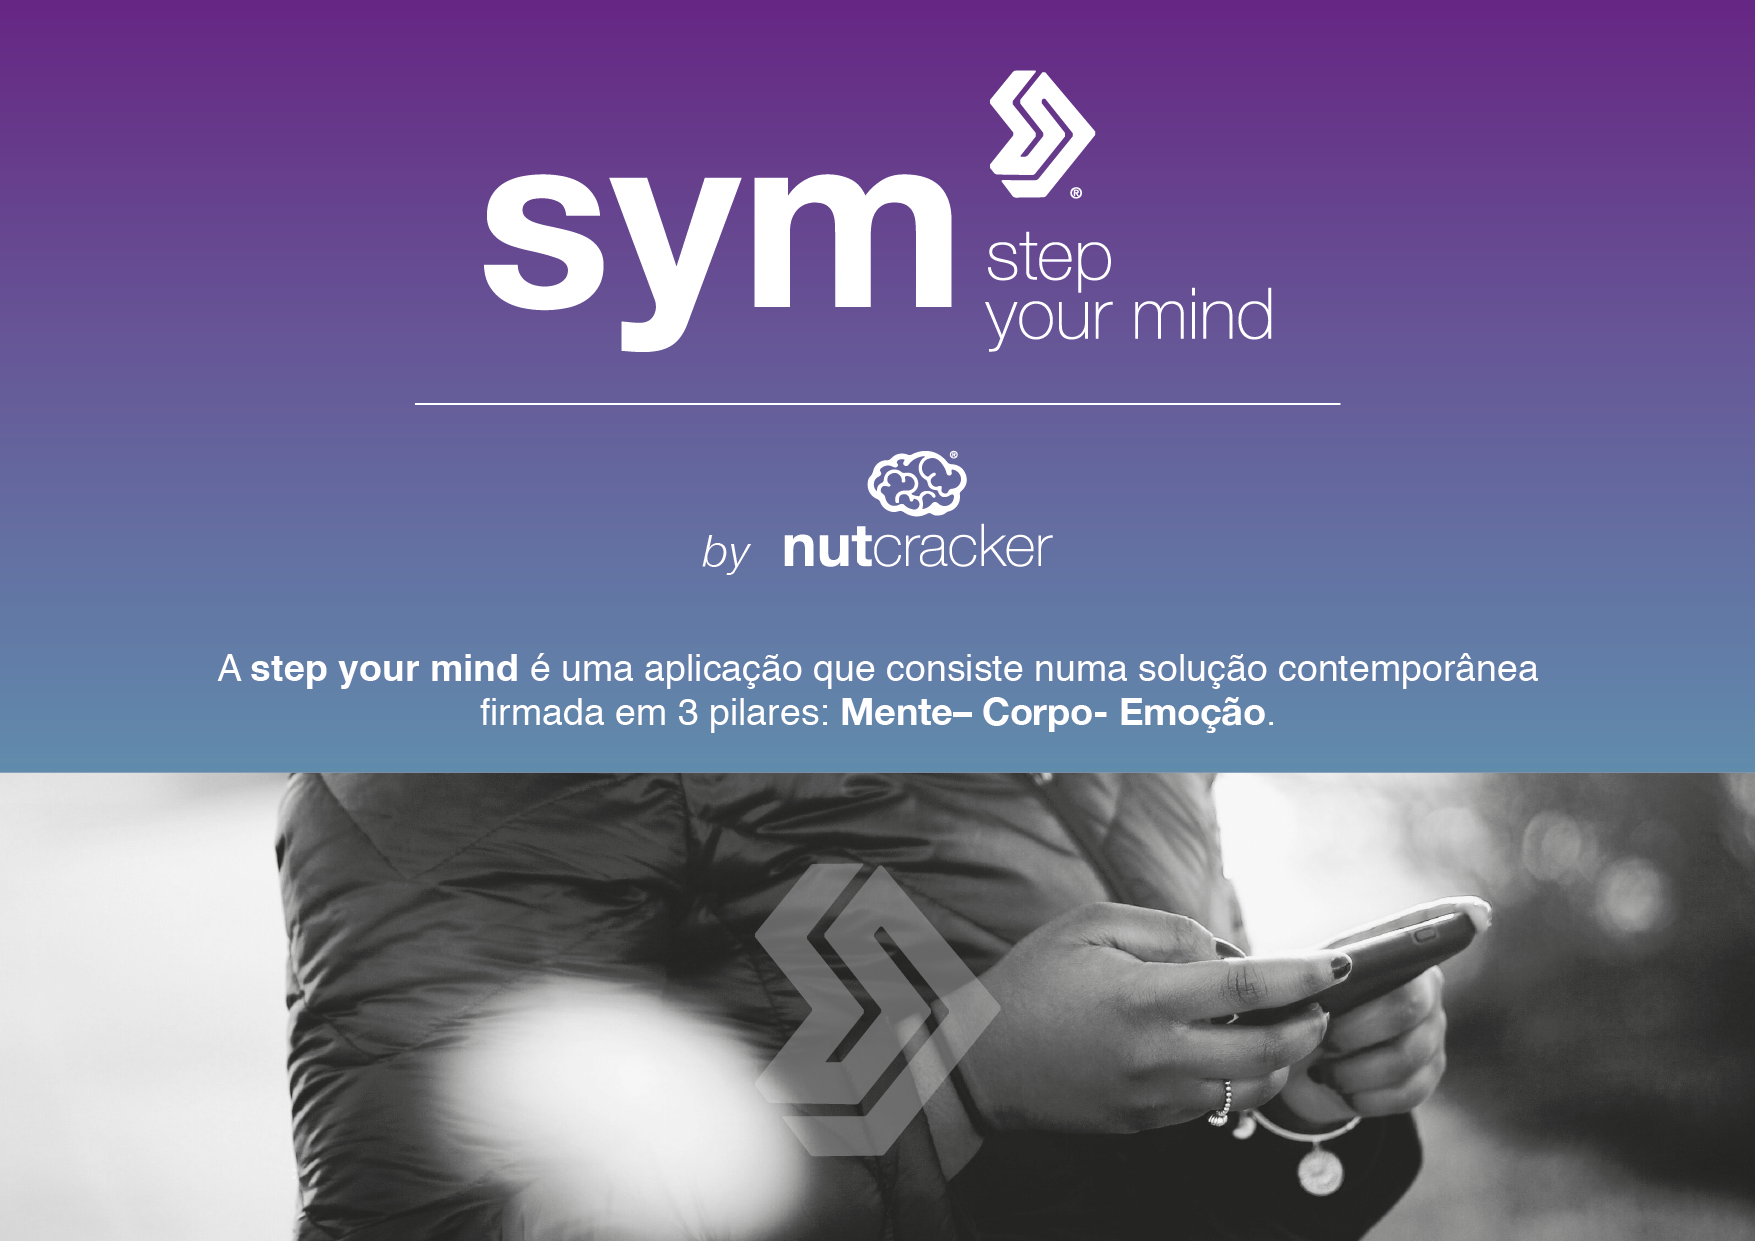 sym
®
step
your mind
®
by nutcracker
A step your mind é uma aplicação que consiste numa solução contemporânea
firmada em 3 pilares: Mente– Corpo- Emoção.